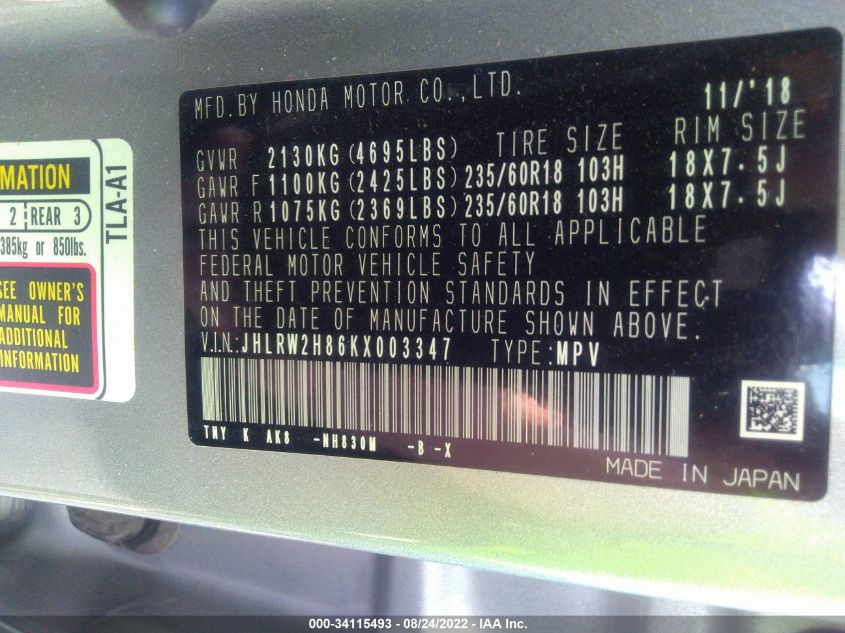 MFD.BY HONDA MOTOR CO.,LTD. 11/'18
TIRE SIZE RIM SIZE
GVWR 2130KG(4695LBS)
GAWR F 1100KG(2425LBS) 235/60R18 103H 18X7.5J
GAWR R 1075KG(2369LBS) 235/60R18 103H 18X7.5J
THIS VEHICLE CONFORMS TO ALL APPLICABLE
FEDERAL MOTOR VEHICLE SAFETY
AND THEFT PREVENTION STANDARDS IN EFFECT
ON THE DATE OF MANUFACTURE SHOWN ABOVE.
V.I.N:JHLRW2H86KX003347 TYPE:MPV
TNY K AK8 -NH830M -B -X
MADE IN JAPAN
MATION
2 REAR 3
385kg or 850lbs.
SEE OWNER'S
MANUAL FOR
ADDITIONAL
INFORMATION
TLA-A1
000-34115493 - 08/24/2022 - IAA Inc.